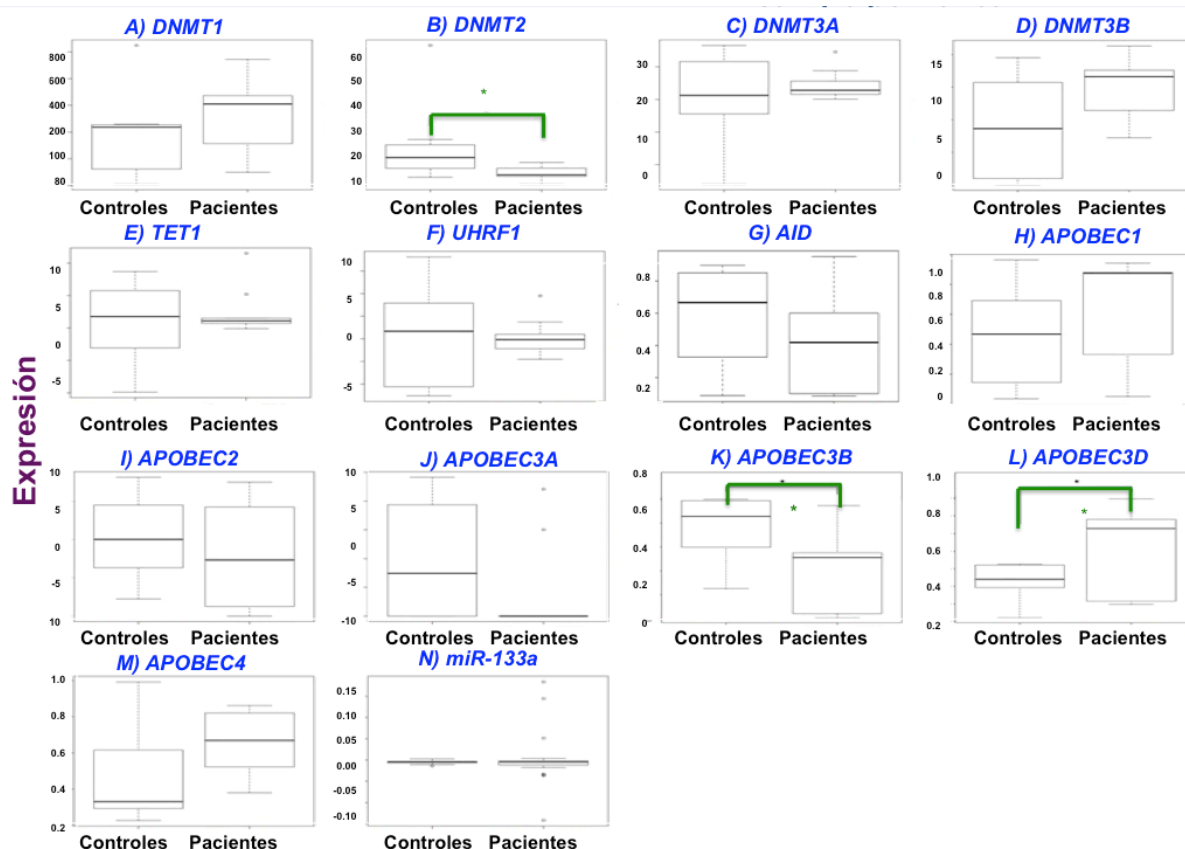 A) DNMT1
B) DNMT2
C) DNMT3A
D) DNMT3B
800
600
400
200
100
80
60
50
40
30
20
10
*
30
20
10
0
15
10
5
0
Controles Pacientes
Controles Pacientes
Controles Pacientes
Controles Pacientes
E) TET1
F) UHRF1
G) AID
H) APOBEC1
10
5
0
-5
10
5
0
-5
0.8
0.6
0.4
0.2
1.0
0.8
0.6
0.4
0.2
0
Expresión
Controles Pacientes
Controles Pacientes
Controles Pacientes
Controles Pacientes
I) APOBEC2
J) APOBEC3A
K) APOBEC3B
L) APOBEC3D
10
5
0
-5
10
10
5
0
-5
-10
0.8
0.6
0.4
0.2
0
*
*
1.0
0.8
0.6
0.4
0.2
*
*
Controles Pacientes
Controles Pacientes
Controles Pacientes
Controles Pacientes
M) APOBEC4
N) miR-133a
1.0
0.8
0.6
0.4
0.2
0.15
0.10
0.05
0.00
-0.05
-0.10
Controles Pacientes
Controles Pacientes